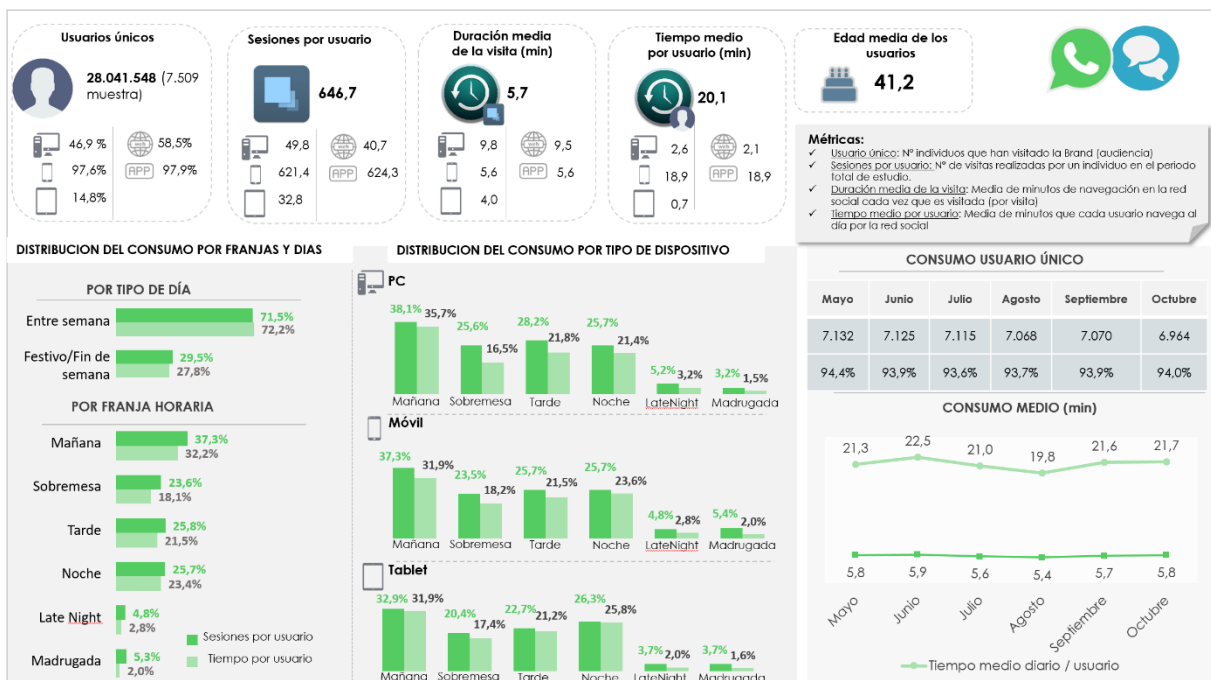 Usuarios únicos
28.041.548 (7.509
muestra)
46,9 %
58,5%
97,6%
APP
97,9%
14,8%
Sesiones por usuario
646,7
49,8
web
40,7
621,4
APP
624,3
32,8
Duración media
de la visita (min)
5,7
9,8
web
9,5
5,6
APP
5,6
4,0
Tiempo medio
por usuario (min)
20,1
2,6
web
2,1
18,9
APP
18,9
0,7
Edad media de los
usuarios
41,2
Métricas:
Usuario único: Nº individuos que han visitado la Brand (audiencia)
Sesiones por usuario: Nº de visitas realizadas por un individuo en el periodo
total de estudio.
Duración media de la visita: Media de minutos de navegación en la red
social cada vez que es visitada (por visita)
Tiempo medio por usuario: Media de minutos que cada usuario navega al
día por la red social
DISTRIBUCION DEL CONSUMO POR FRANJAS Y DIAS
POR TIPO DE DÍA
Entre semana
71,5%
72,2%
Festivo/Fin de
semana
29,5%
27,8%
POR FRANJA HORARIA
Mañana
37,3%
32,2%
Sobremesa
23,6%
18,1%
Tarde
25,8%
21,5%
Noche
25,7%
23,4%
Late Night
4,8%
2,8%
Madrugada
5,3%
2,0%
Sesiones por usuario
Tiempo por usuario
DISTRIBUCION DEL CONSUMO POR TIPO DE DISPOSITIVO
PC
38,1% 35,7% 25,6% 16,5% 28,2% 21,8% 25,7% 21,4% 5,2% 3,2% 3,2% 1,5%
Mañana Sobremesa Tarde Noche LateNight Madrugada
Móvil
37,3% 31,9% 23,5% 18,2% 25,7% 21,5% 25,7% 23,6% 4,8% 2,8% 5,4% 2,0%
Mañana Sobremesa Tarde Noche LateNight Madrugada
Tablet
32,9% 31,9% 20,4% 17,4% 22,7% 21,2% 26,3% 25,8% 3,7% 2,0% 3,7% 1,6%
Mañana Sobremesa Tarde Noche LateNight Madrugada
CONSUMO USUARIO ÚNICO
Mayo Junio Julio Agosto Septiembre Octubre
7.132 7.125 7.115 7.068 7.070 6.964
94,4% 93,9% 93,6% 93,7% 93,9% 94,0%
CONSUMO MEDIO (min)
21,3 22,5 21,0 19,8 21,6 21,7
5,8 5,9 5,6 5,4 5,7 5,8
Mayo Junio Julio Agosto Septiembre Octubre
Tiempo medio diario / usuario